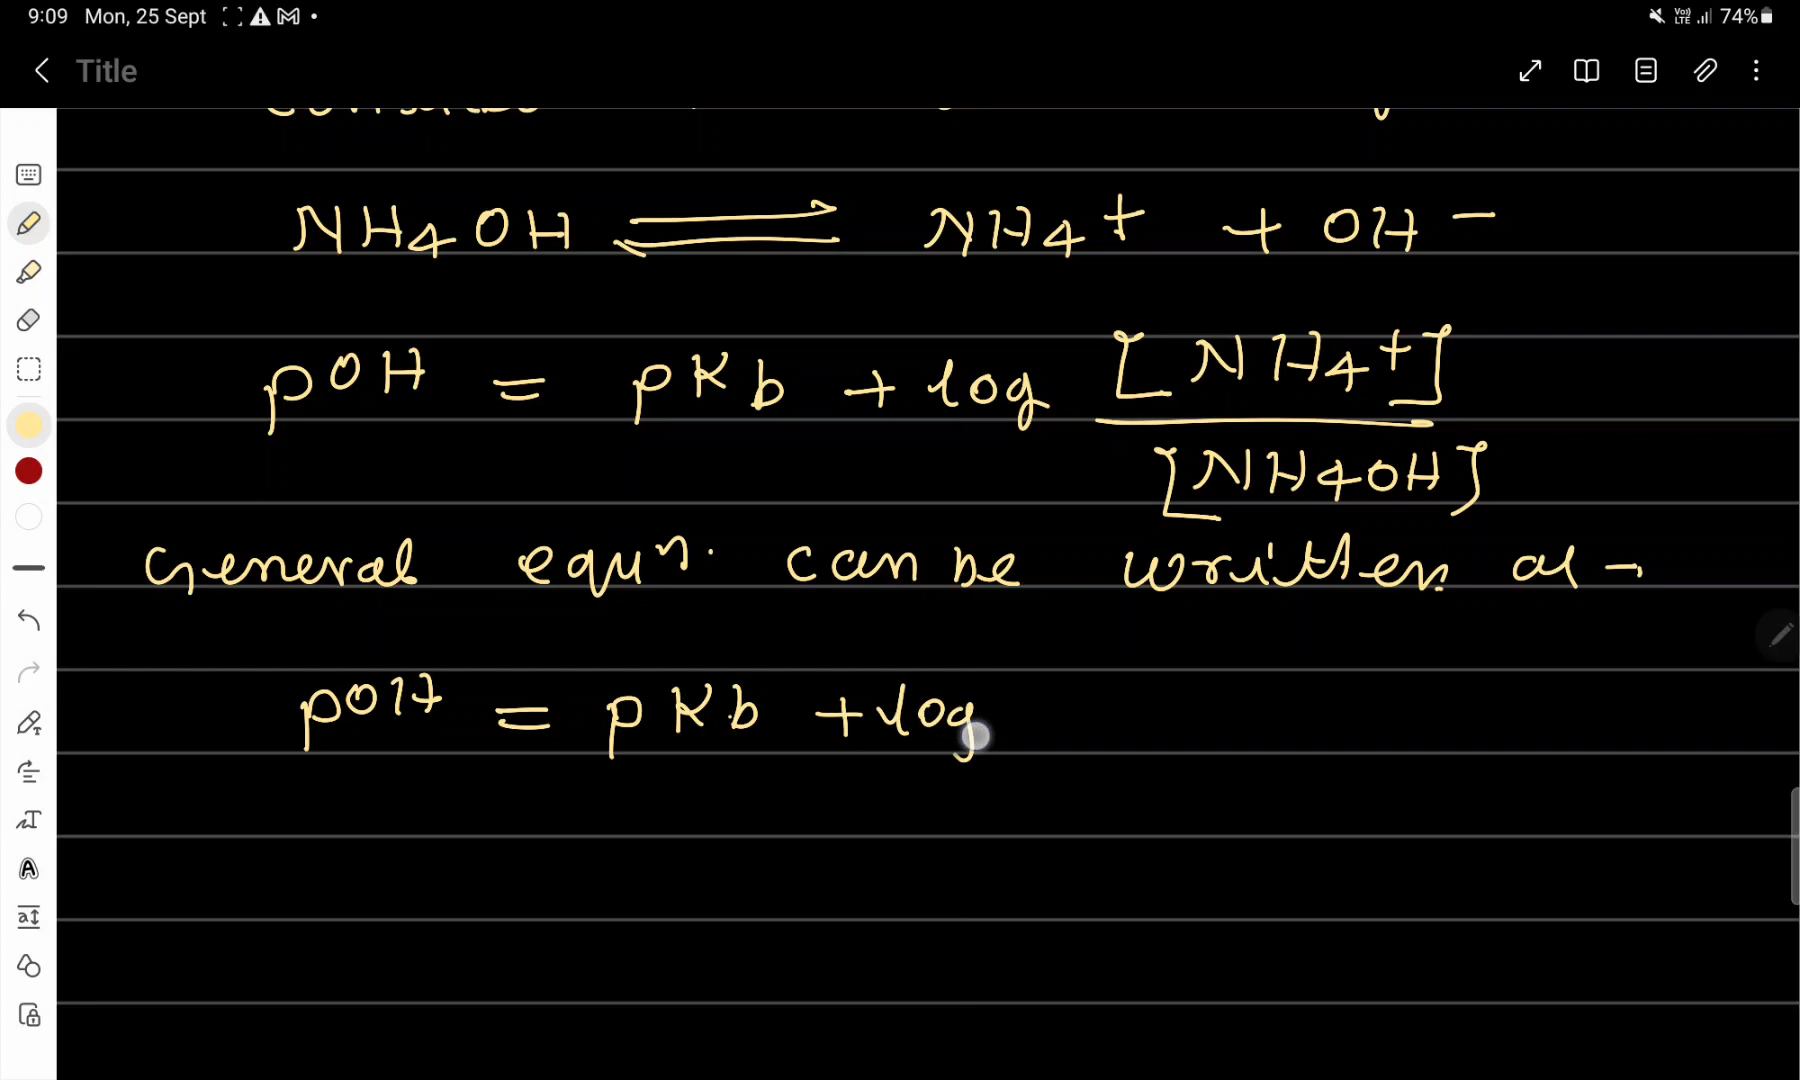 9:09 Mon, 25 Sept 74%
Title
NH4OH ⇌ NH4+ + OH−
pOH = pKb + log [NH4+] / [NH4OH]
General equⁿ. can be written as −
pOH = pKb + log